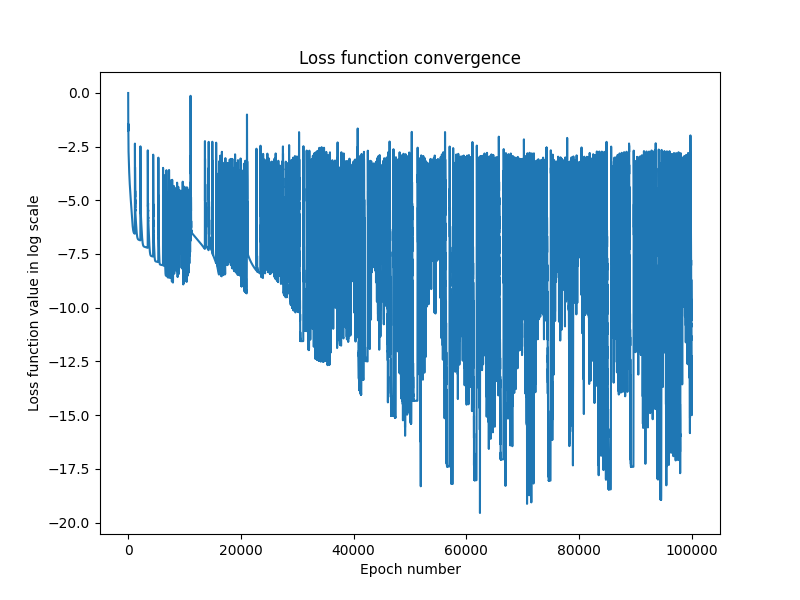 Loss function convergence
Loss function value in log scale
0.0
−2.5
−5.0
−7.5
−10.0
−12.5
−15.0
−17.5
−20.0
0 20000 40000 60000 80000 100000
Epoch number